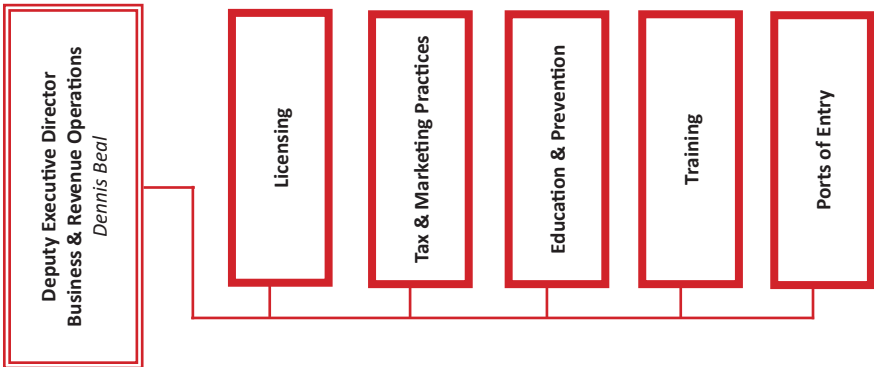 Deputy Executive Director
Business & Revenue Operations
Dennis Beal
Licensing
Tax & Marketing Practices
Education & Prevention
Training
Ports of Entry